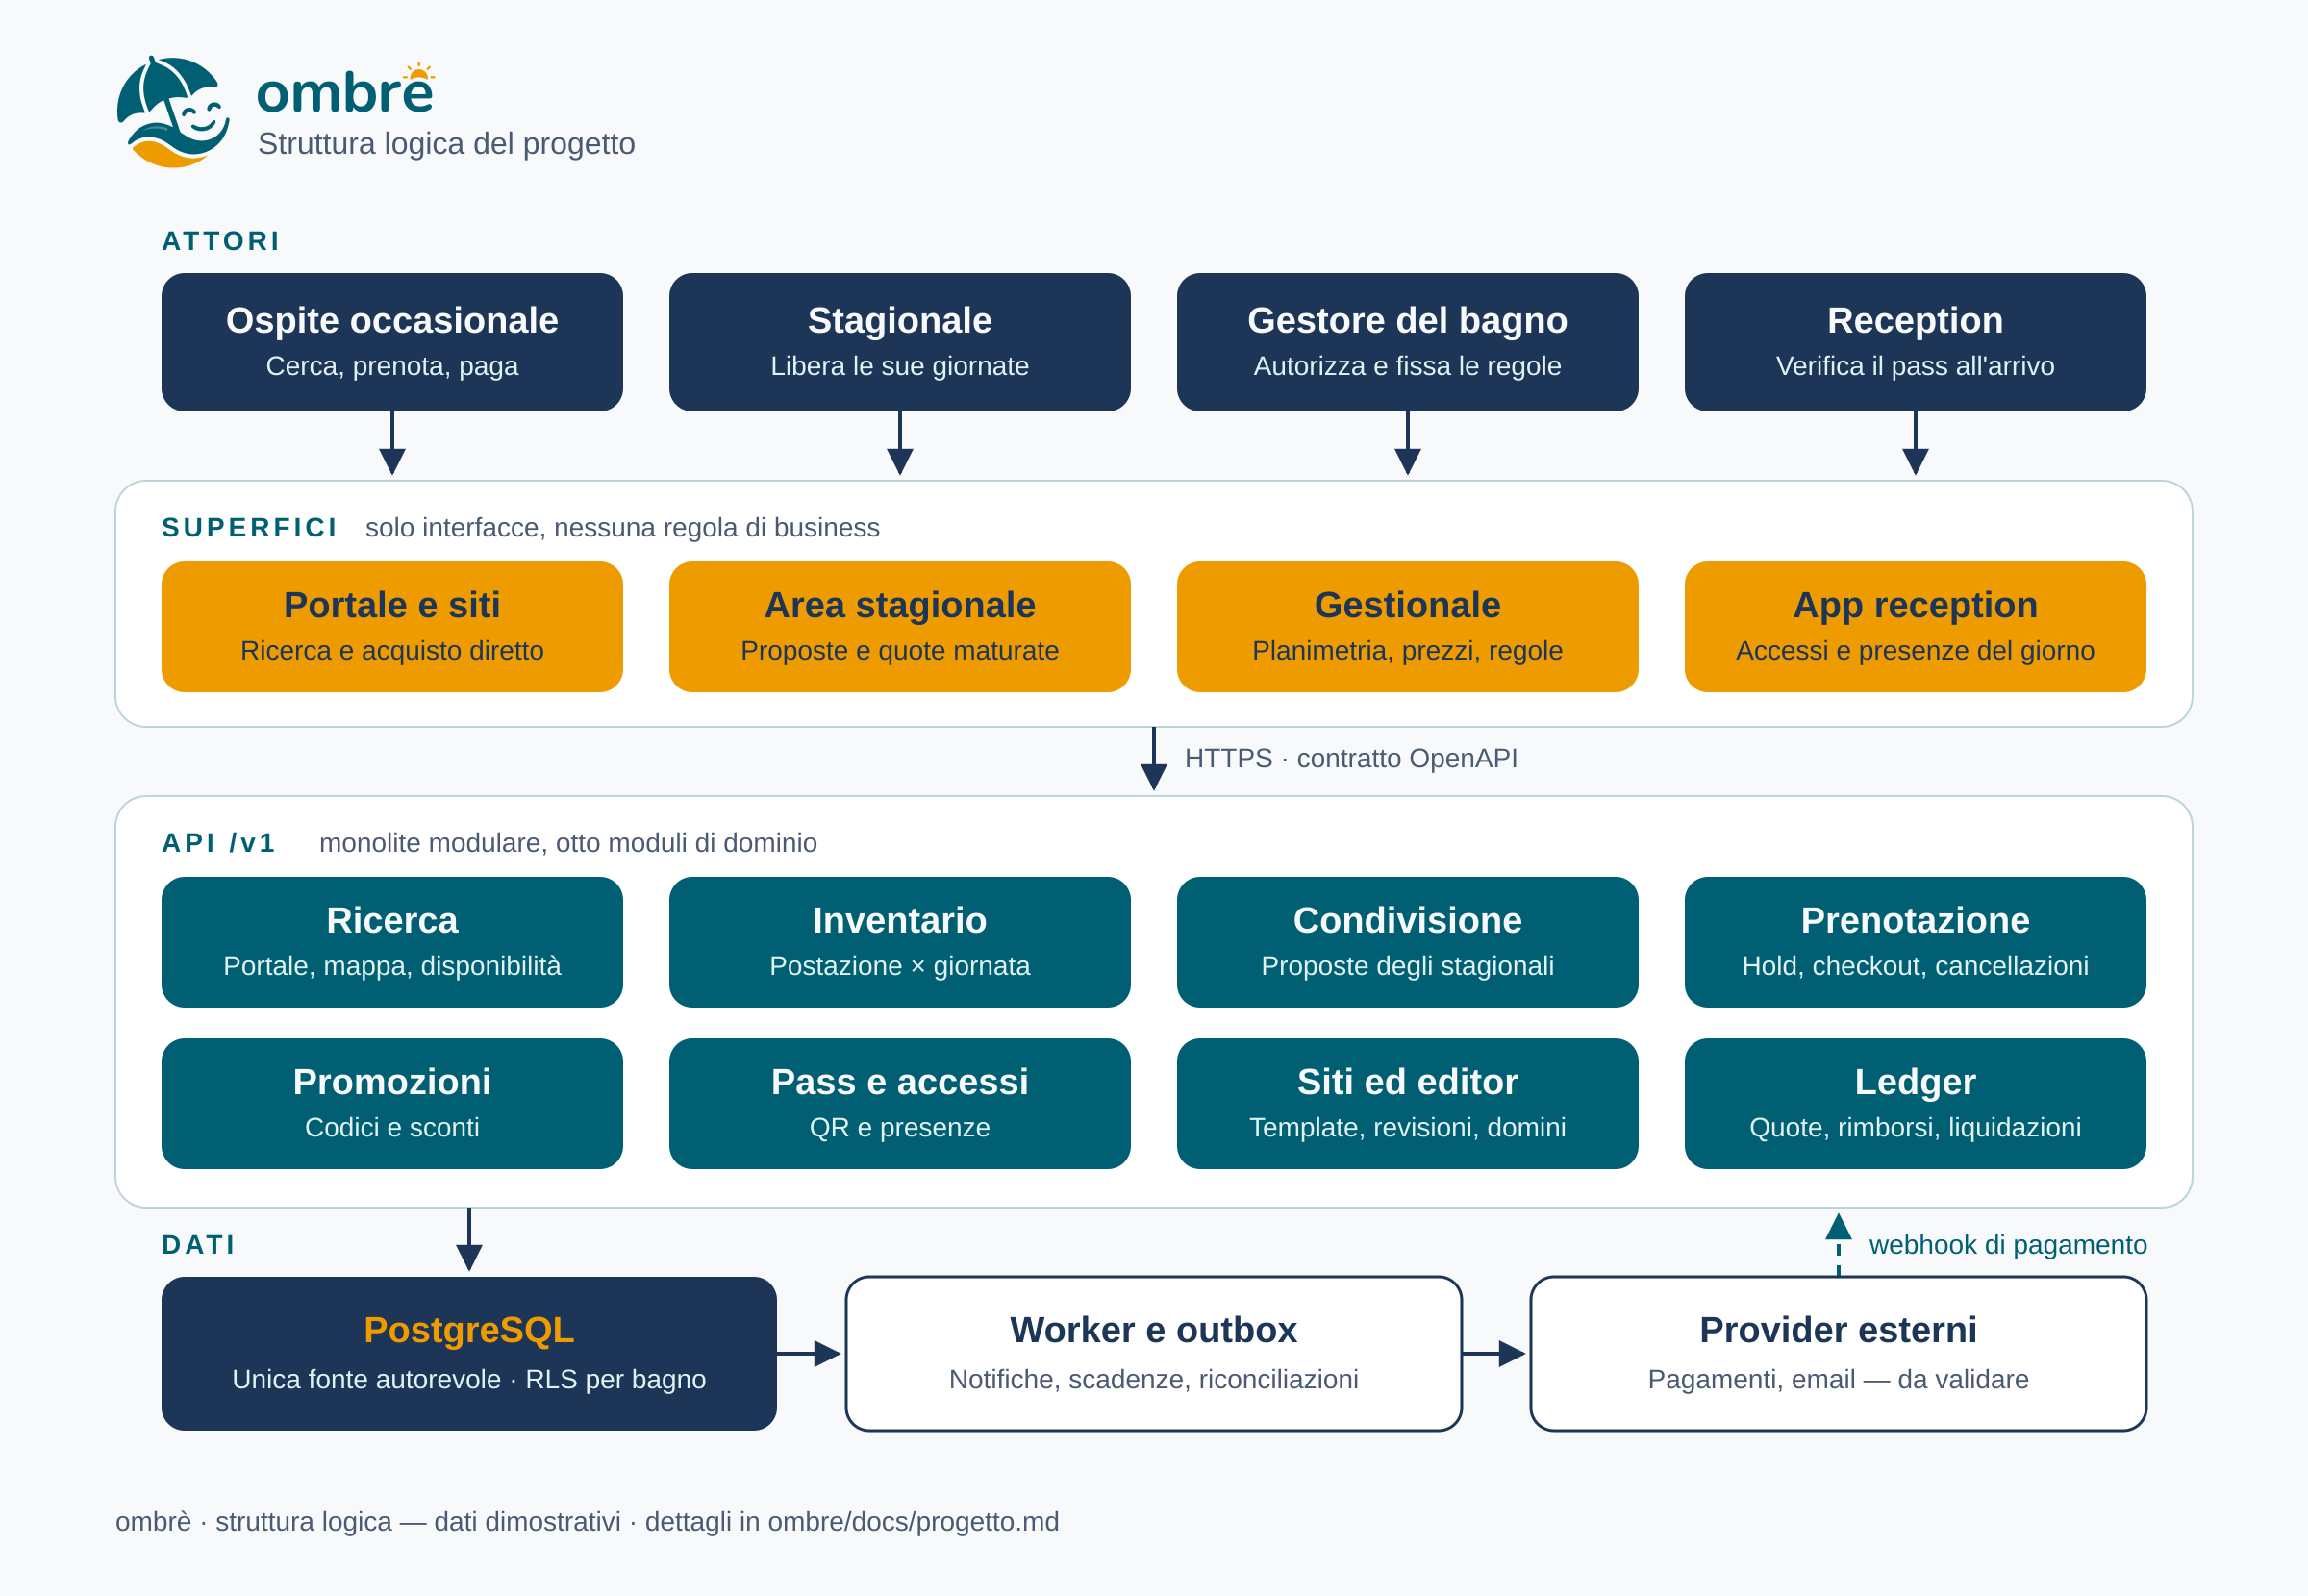 ombrè
Struttura logica del progetto
ATTORI
Ospite occasionale
Cerca, prenota, paga
Stagionale
Libera le sue giornate
Gestore del bagno
Autorizza e fissa le regole
Reception
Verifica il pass all'arrivo
SUPERFICI solo interfacce, nessuna regola di business
Portale e siti
Ricerca e acquisto diretto
Area stagionale
Proposte e quote maturate
Gestionale
Planimetria, prezzi, regole
App reception
Accessi e presenze del giorno
HTTPS · contratto OpenAPI
API /v1 monolite modulare, otto moduli di dominio
Ricerca
Portale, mappa, disponibilità
Inventario
Postazione × giornata
Condivisione
Proposte degli stagionali
Prenotazione
Hold, checkout, cancellazioni
Promozioni
Codici e sconti
Pass e accessi
QR e presenze
Siti ed editor
Template, revisioni, domini
Ledger
Quote, rimborsi, liquidazioni
DATI
webhook di pagamento
PostgreSQL
Unica fonte autorevole · RLS per bagno
Worker e outbox
Notifiche, scadenze, riconciliazioni
Provider esterni
Pagamenti, email — da validare
ombrè · struttura logica — dati dimostrativi · dettagli in ombre/docs/progetto.md